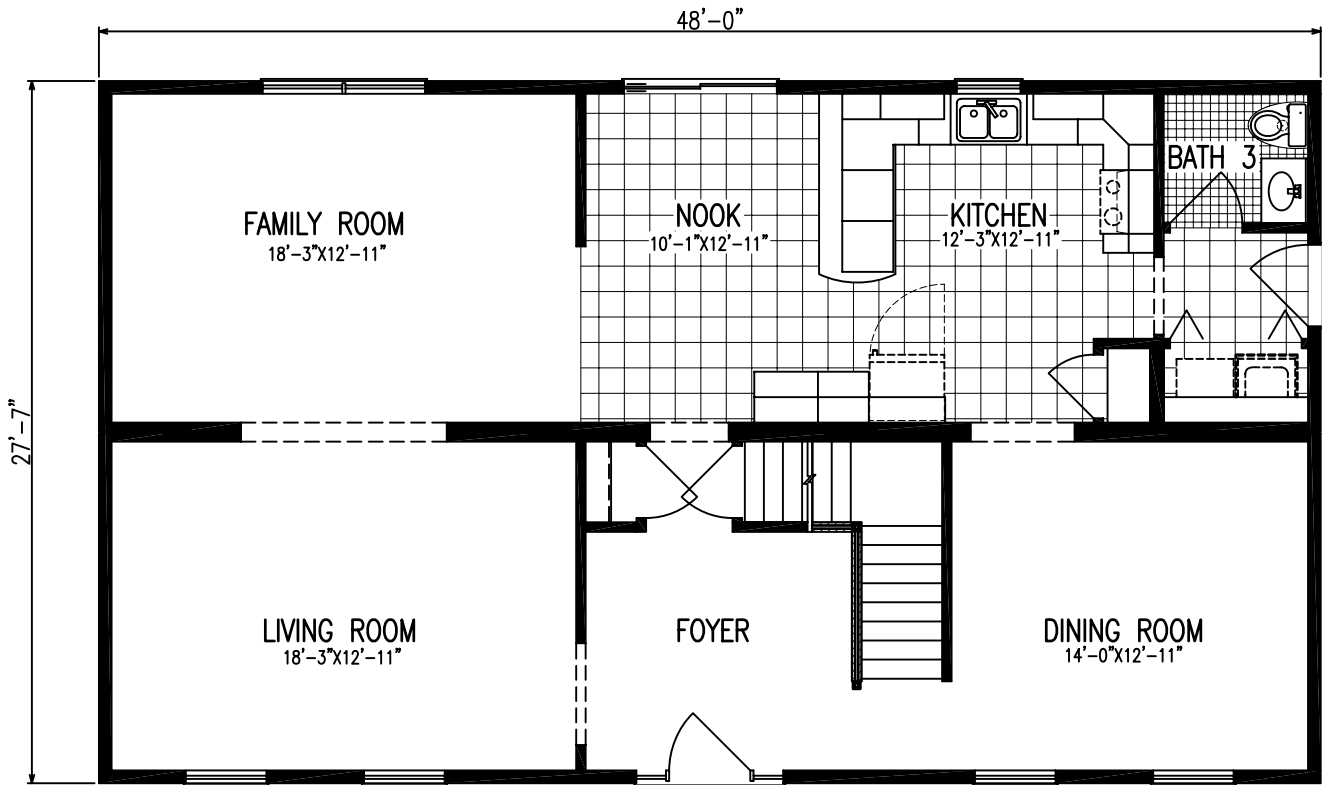 48'-0"
BATH 3
FAMILY ROOM
18'-3"X12'-11"
NOOK
10'-1"X12'-11"
KITCHEN
12'-3"X12'-11"
27'-7"
LIVING ROOM
18'-3"X12'-11"
FOYER
DINING ROOM
14'-0"X12'-11"